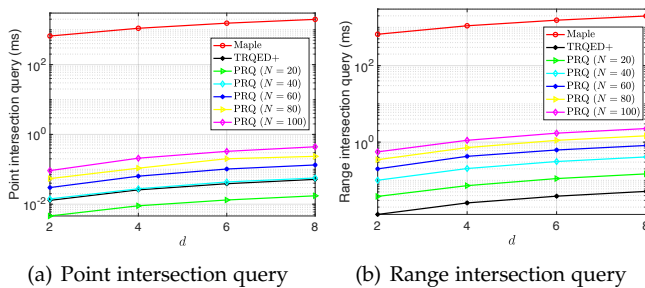 Point intersection query (ms)
10^2
10^0
10^-2
2
4
6
8
d
Maple
TRQED+
PRQ (N = 20)
PRQ (N = 40)
PRQ (N = 60)
PRQ (N = 80)
PRQ (N = 100)
(a) Point intersection query
Range intersection query (ms)
10^2
10^0
2
4
6
8
d
Maple
TRQED+
PRQ (N = 20)
PRQ (N = 40)
PRQ (N = 60)
PRQ (N = 80)
PRQ (N = 100)
(b) Range intersection query